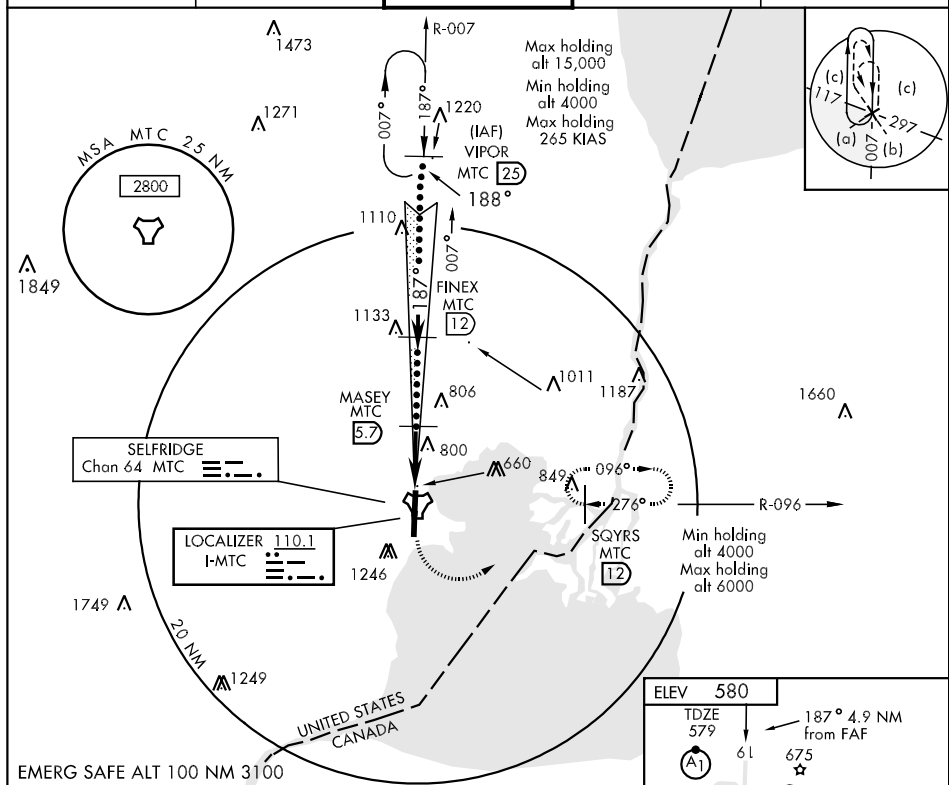 R-007
1473
Max holding
alt 15,000
Min holding
alt 4000
Max holding
265 KIAS
(c)
(c)
117
297
(a)
(b)
007
1271
007°
187°
1220
(IAF)
VIPOR
MTC 25
188°
MSA MTC 25 NM
2800
1849
1110
007°
187°
FINEX
MTC
12
1133
1011
1187
1660
MASEY
MTC
5.7
806
800
SELFRIDGE
Chan 64 MTC
660
849
096°
276°
R-096
LOCALIZER 110.1
I-MTC
SQYRS
MTC
12
Min holding
alt 4000
Max holding
alt 6000
1246
1749
20 NM
1249
UNITED STATES
CANADA
ELEV 580
TDZE
579
187° 4.9 NM
from FAF
19
A1
675
EMERG SAFE ALT 100 NM 3100